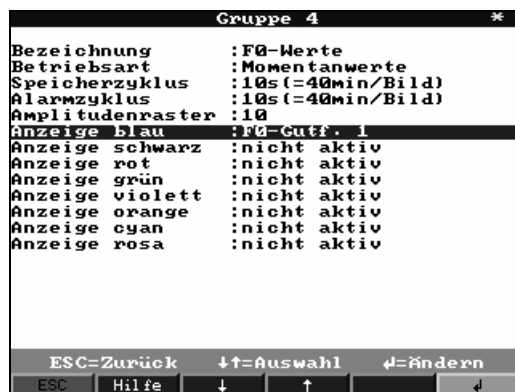 Gruppe 4 *
Bezeichnung :F0-Werte
Betriebsart :Momentanwerte
Speicherzyklus :10s(=40min/Bild)
Alarmzyklus :10s(=40min/Bild)
Amplitudenraster :10
Anzeige blau :F0-Gutf. 1
Anzeige schwarz :nicht aktiv
Anzeige rot :nicht aktiv
Anzeige grün :nicht aktiv
Anzeige violett :nicht aktiv
Anzeige orange :nicht aktiv
Anzeige cyan :nicht aktiv
Anzeige rosa :nicht aktiv
ESC=Zurück ↓↑=Auswahl ↲=Ändern
ESC Hilfe ↓ ↑ ↲